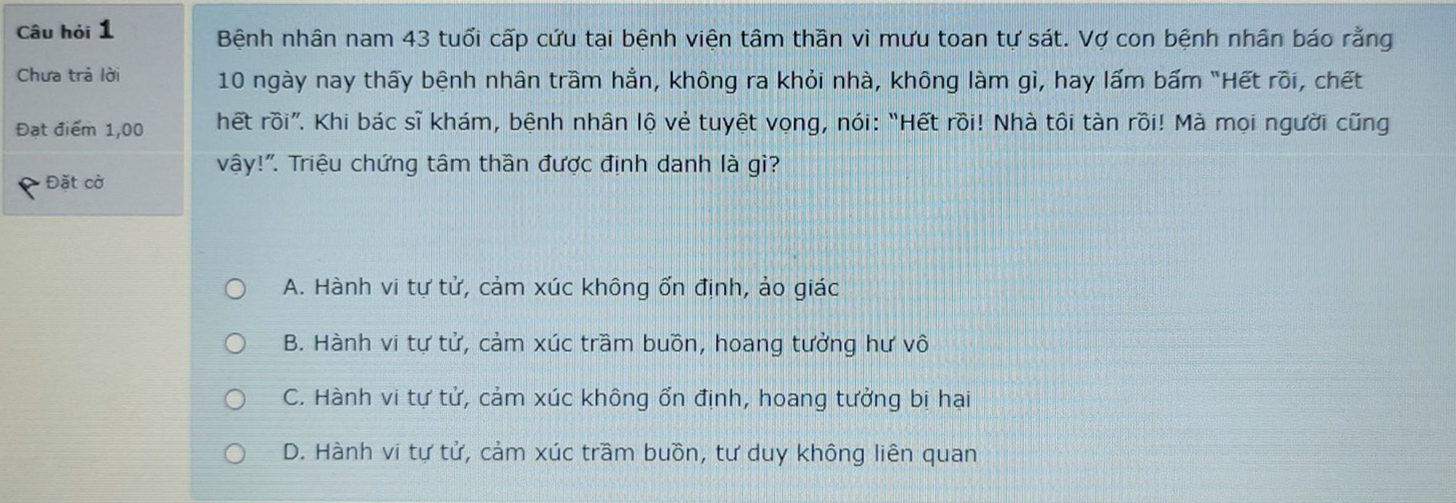 Câu hỏi 1
Chưa trả lời
Đạt điểm 1,00
Đặt cờ
Bệnh nhân nam 43 tuổi cấp cứu tại bệnh viện tâm thần vì mưu toan tự sát. Vợ con bệnh nhân báo rằng
10 ngày nay thấy bệnh nhân trầm hẳn, không ra khỏi nhà, không làm gì, hay lẩm bẩm "Hết rồi, chết
hết rồi". Khi bác sĩ khám, bệnh nhân lộ vẻ tuyệt vọng, nói: "Hết rồi! Nhà tôi tàn rồi! Mà mọi người cũng
vậy!". Triệu chứng tâm thần được định danh là gì?
A. Hành vi tự tử, cảm xúc không ổn định, ảo giác
B. Hành vi tự tử, cảm xúc trầm buồn, hoang tưởng hư vô
C. Hành vi tự tử, cảm xúc không ổn định, hoang tưởng bị hại
D. Hành vi tự tử, cảm xúc trầm buồn, tư duy không liên quan